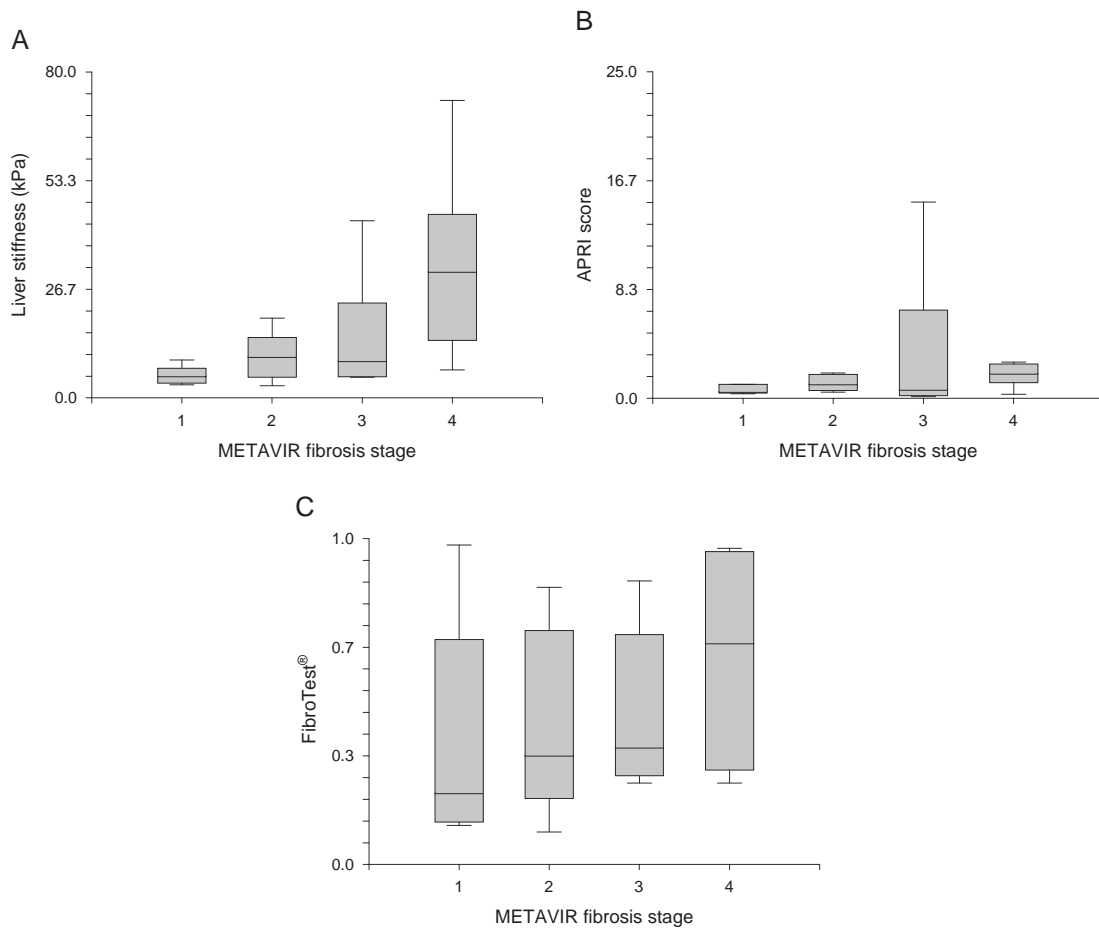 A
80.0
53.3
26.7
0.0
Liver stiffness (kPa)
1 2 3 4
METAVIR fibrosis stage
B
25.0
16.7
8.3
0.0
APRI score
1 2 3 4
METAVIR fibrosis stage
C
1.0
0.7
0.3
0.0
FibroTest®
1 2 3 4
METAVIR fibrosis stage